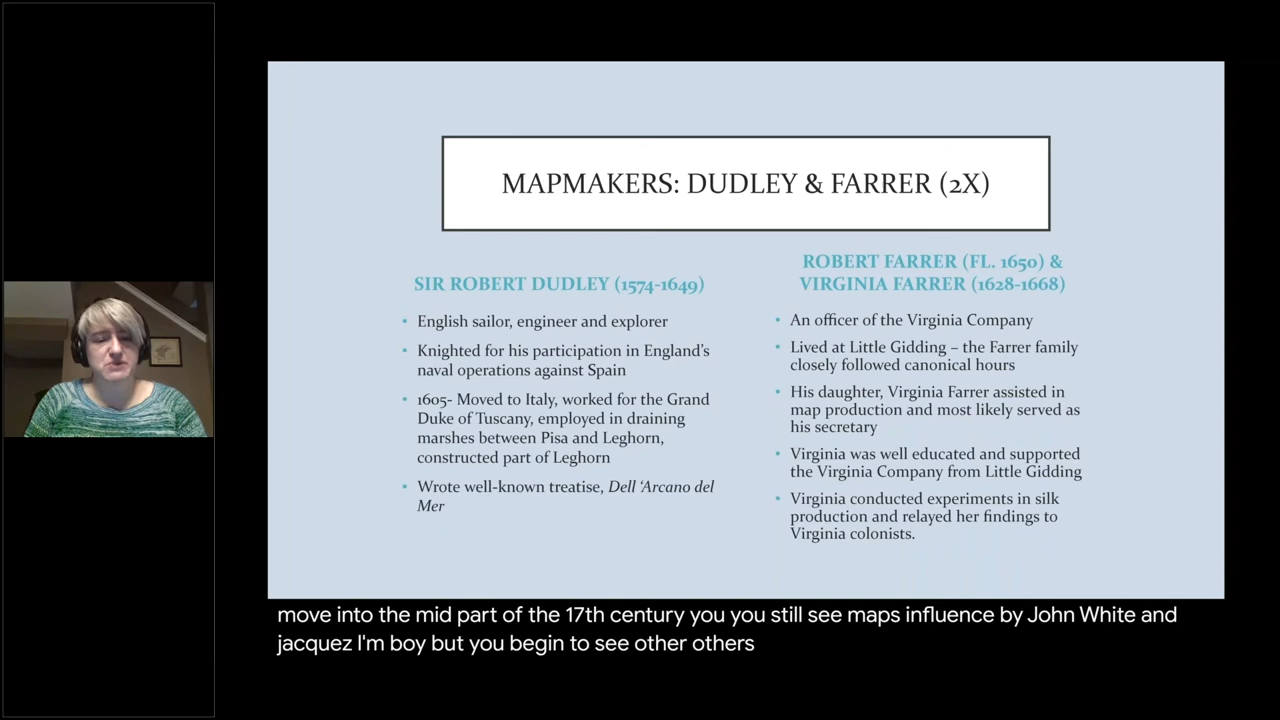 MAPMAKERS: DUDLEY & FARRER (2X)
SIR ROBERT DUDLEY (1574-1649)
• English sailor, engineer and explorer
• Knighted for his participation in England's
naval operations against Spain
• 1605- Moved to Italy, worked for the Grand
Duke of Tuscany, employed in draining
marshes between Pisa and Leghorn,
constructed part of Leghorn
• Wrote well-known treatise, Dell 'Arcano del
Mer
ROBERT FARRER (FL. 1650) &
VIRGINIA FARRER (1628-1668)
• An officer of the Virginia Company
• Lived at Little Gidding – the Farrer family
closely followed canonical hours
• His daughter, Virginia Farrer assisted in
map production and most likely served as
his secretary
• Virginia was well educated and supported
the Virginia Company from Little Gidding
• Virginia conducted experiments in silk
production and relayed her findings to
Virginia colonists.
move into the mid part of the 17th century you you still see maps influence by John White and
jacquez I'm boy but you begin to see other others